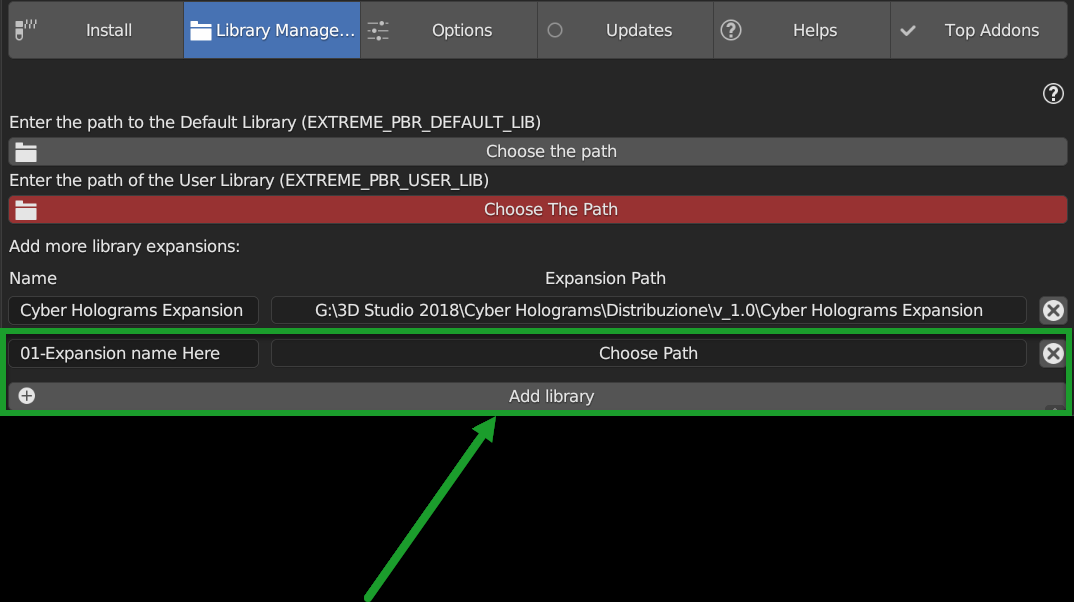 Install Library Manage... Options Updates Helps Top Addons
Enter the path to the Default Library (EXTREME_PBR_DEFAULT_LIB)
Choose the path
Enter the path of the User Library (EXTREME_PBR_USER_LIB)
Choose The Path
Add more library expansions:
Name Expansion Path
Cyber Holograms Expansion G:\3D Studio 2018\Cyber Holograms\Distribuzione\v_1.0\Cyber Holograms Expansion
01-Expansion name Here Choose Path
Add library